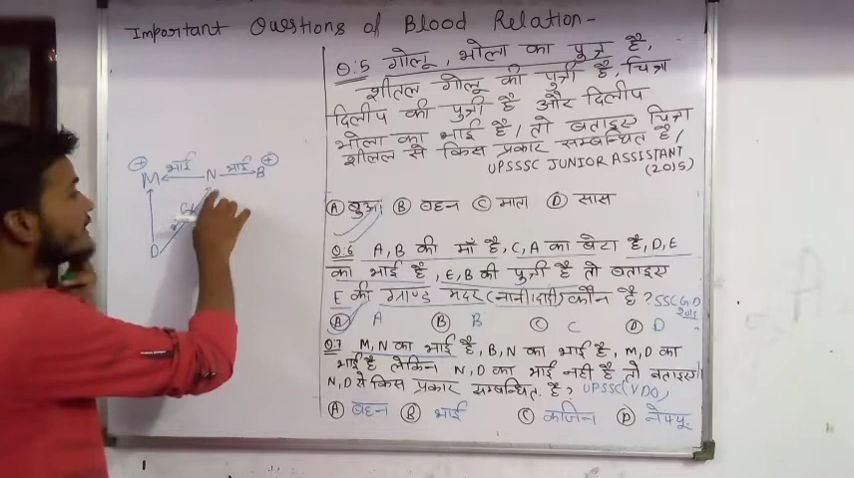 Important Questions of Blood Relation-
Q:5 गोलू, भोला का पुत्र है,
शीतल गोलू की पुत्री है, चित्रा
दिलीप की पुत्री है और दिलीप
भोला का भाई है, तो बताइए चित्रा
शीतल से किस प्रकार सम्बन्धित है,
UPSSSC JUNIOR ASSISTANT
(2015)
Ⓐ बुआ Ⓑ बहन Ⓒ माता Ⓓ सास
Q:6 A, B की माँ है, C, A का बेटा है, D, E
का भाई है, E, B की पुत्री है तो बताइए
E की ग्राण्ड मदर (नानी/दादी) कौन है? SSC GD
Ⓐ A Ⓑ B Ⓒ C Ⓓ D
Q:7 M, N का भाई है, B, N का भाई है, M, D का
भाई है लेकिन N, D का भाई नहीं है तो बताइए।
N, D से किस प्रकार सम्बन्धित है? UPSSSC (VDO)
Ⓐ बहन Ⓑ भाई Ⓒ कजिन Ⓓ नेफ्यू
+ भाई भाई +
M N B
D